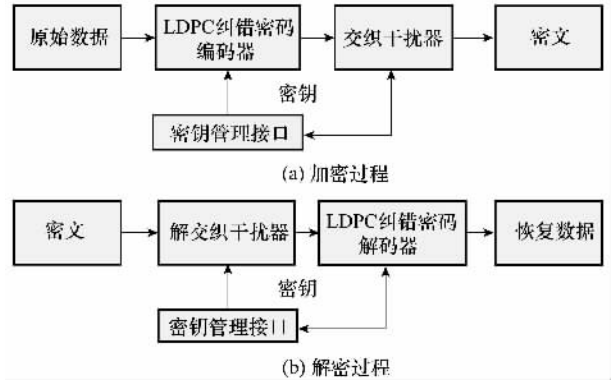 原始数据
LDPC纠错密码
编码器
交织干扰器
密文
密钥
密钥管理接口
(a) 加密过程
密文
解交织干扰器
LDPC纠错密码
解码器
恢复数据
密钥
密钥管理接口
(b) 解密过程